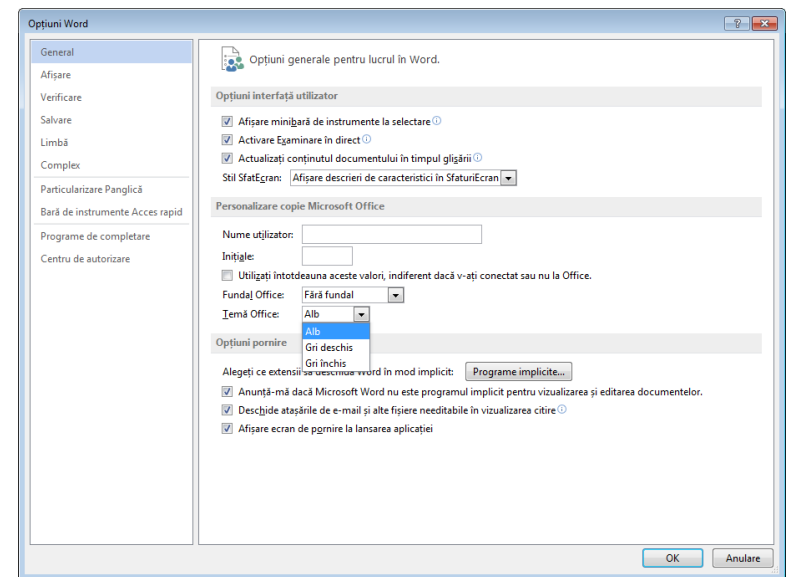 Opțiuni Word
General
Afișare
Verificare
Salvare
Limbă
Complex
Particularizare Panglică
Bară de instrumente Acces rapid
Programe de completare
Centru de autorizare
Opțiuni generale pentru lucrul în Word.
Opțiuni interfață utilizator
Afișare minibară de instrumente la selectare
Activare Examinare în direct
Actualizați conținutul documentului în timpul glisării
Stil SfatEcran: Afișare descrieri de caracteristici în SfaturiEcran
Personalizare copie Microsoft Office
Nume utilizator:
Inițiale:
Utilizați întotdeauna aceste valori, indiferent dacă v-ați conectat sau nu la Office.
Fundal Office: Fără fundal
Temă Office: Alb
Alb
Gri deschis
Gri închis
Opțiuni pornire
Alegeți ce extensii să deschidă Word în mod implicit: Programe implicite...
Anunță-mă dacă Microsoft Word nu este programul implicit pentru vizualizarea și editarea documentelor.
Deschide atașările de e-mail și alte fișiere needitabile în vizualizarea citire
Afișare ecran de pornire la lansarea aplicației
OK Anulare